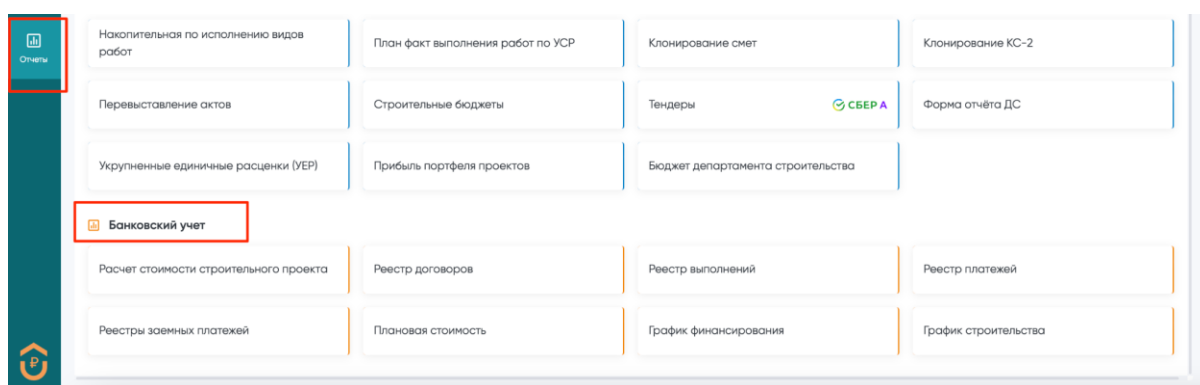 Отчеты
Накопительная по исполнению видов
работ
План факт выполнения работ по УСР
Клонирование смет
Клонирование КС-2
Перевыставление актов
Строительные бюджеты
Тендеры
СБЕР А
Форма отчёта ДС
Укрупненные единичные расценки (УЕР)
Прибыль портфеля проектов
Бюджет департамента строительства
Банковский учет
Расчет стоимости строительного проекта
Реестр договоров
Реестр выполнений
Реестр платежей
Реестры заемных платежей
Плановая стоимость
График финансирования
График строительства
₽